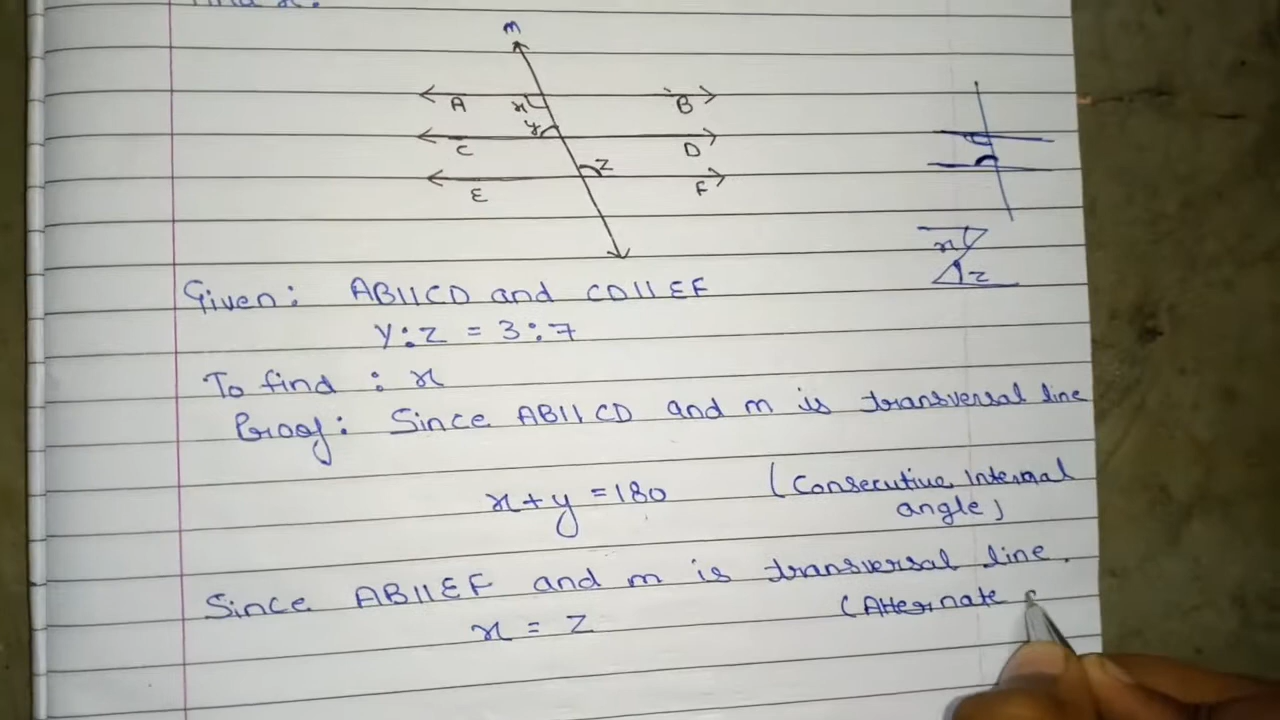 m
A x B
y
C D
z
E F
x
z
Given: AB||CD and CD||EF
Y:Z = 3:7
To find : x
Proof: Since AB||CD and m is transversal line
x+y=180 (Consecutive Internal
angle)
Since AB||EF and m is transversal line.
x = z (Alternate